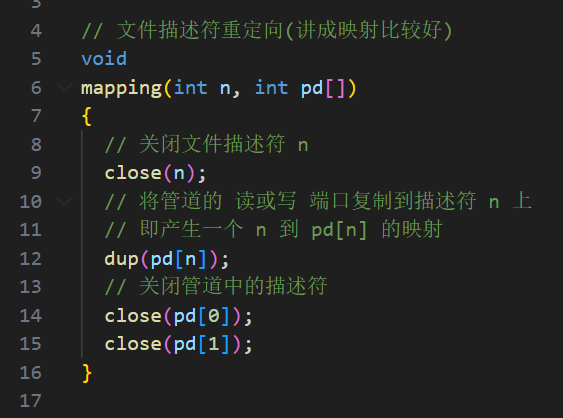 3
4 // 文件描述符重定向(讲成映射比较好)
5 void
6 mapping(int n, int pd[])
7 {
8 // 关闭文件描述符 n
9 close(n);
10 // 将管道的 读或写 端口复制到描述符 n 上
11 // 即产生一个 n 到 pd[n] 的映射
12 dup(pd[n]);
13 // 关闭管道中的描述符
14 close(pd[0]);
15 close(pd[1]);
16 }
17